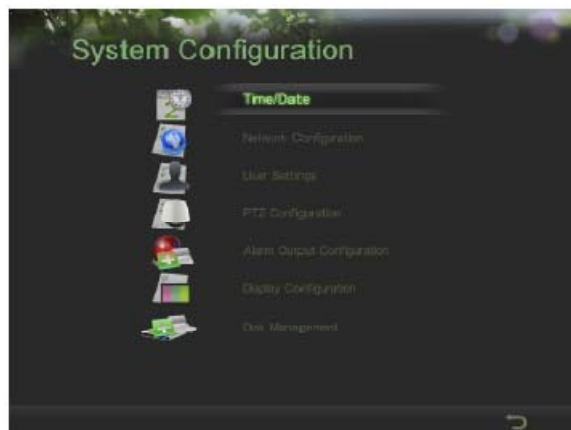 System Configuration
Time/Date
Network Configuration
User Settings
PTZ Configuration
Alarm Output Configuration
Display Configuration
Disk Management